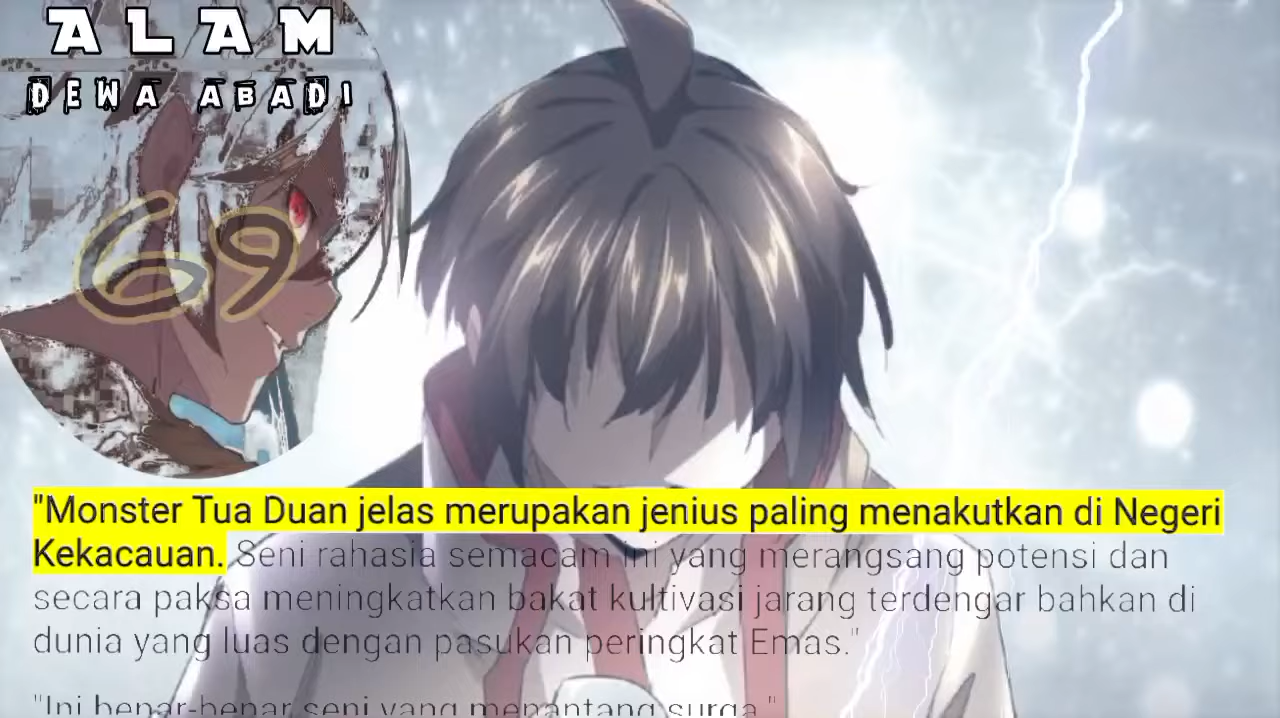 ALAM
DEWA ABADI
69
"Monster Tua Duan jelas merupakan jenius paling menakutkan di Negeri
Kekacauan. Seni rahasia semacam ini yang merangsang potensi dan
secara paksa meningkatkan bakat kultivasi jarang terdengar bahkan di
dunia yang luas dengan pasukan peringkat Emas."
"Ini benar-benar seni yang menantang surga."